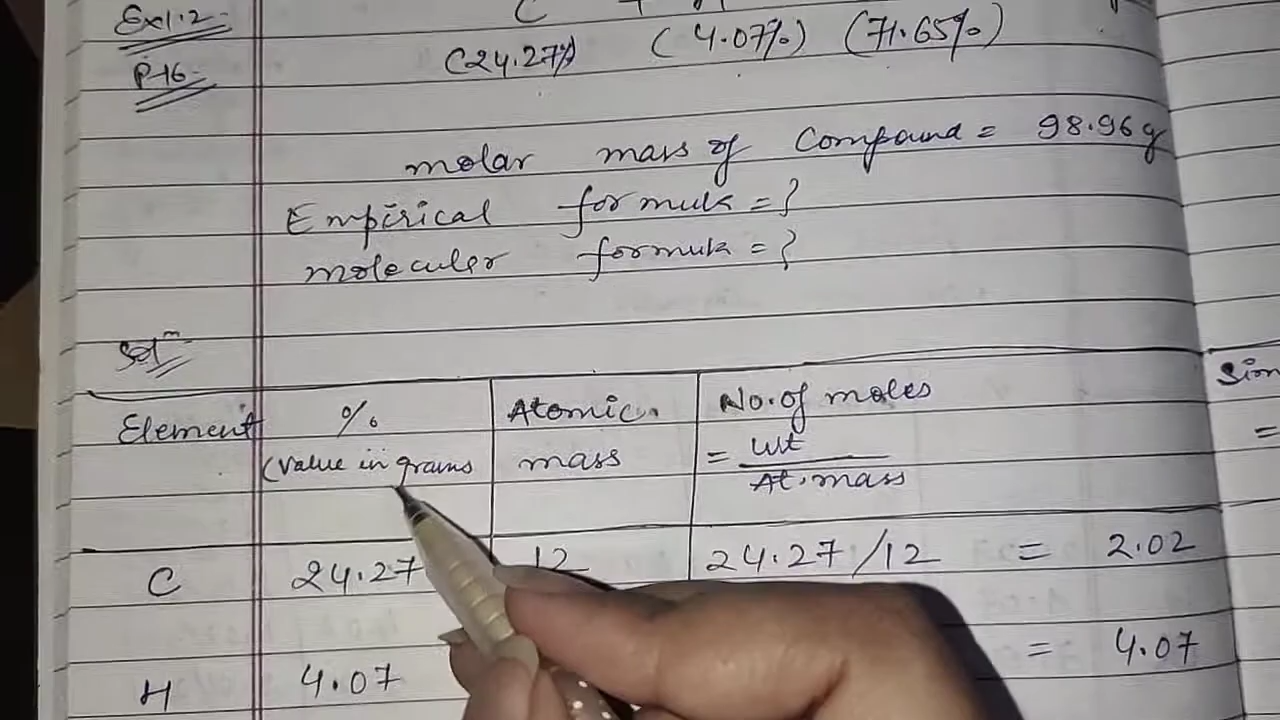 Ex1.2
C + H
P-16
(24.27%) (4.07%) (71.65%)
molar mass of Compound = 98.96g
Empirical formula = ?
moleculer formula = ?
Sol^n
Element % Atomic No. of moles
(Value in grams mass = wt / At. mass
C 24.27 12 24.27/12 = 2.02
H 4.07 = 4.07